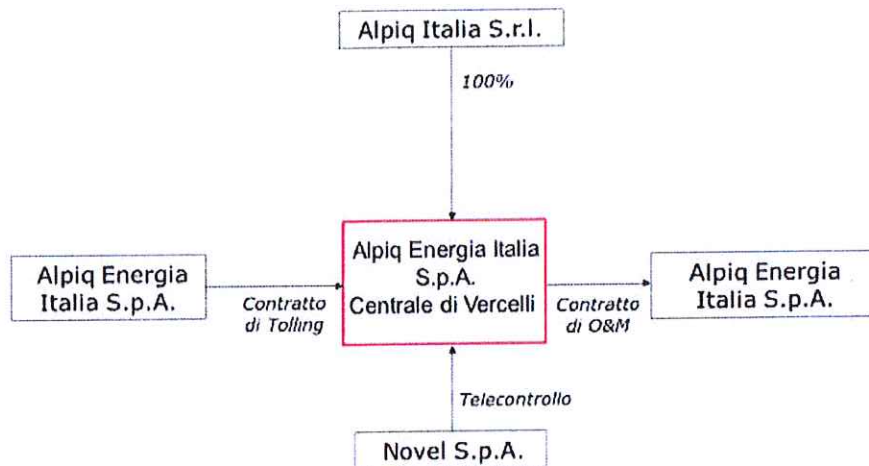 Alpiq Italia S.r.l.
100%
Alpiq Energia
Italia S.p.A.
Contratto
di Tolling
Alpiq Energia Italia
S.p.A.
Centrale di Vercelli
Contratto
di O&M
Alpiq Energia
Italia S.p.A.
Telecontrollo
Novel S.p.A.